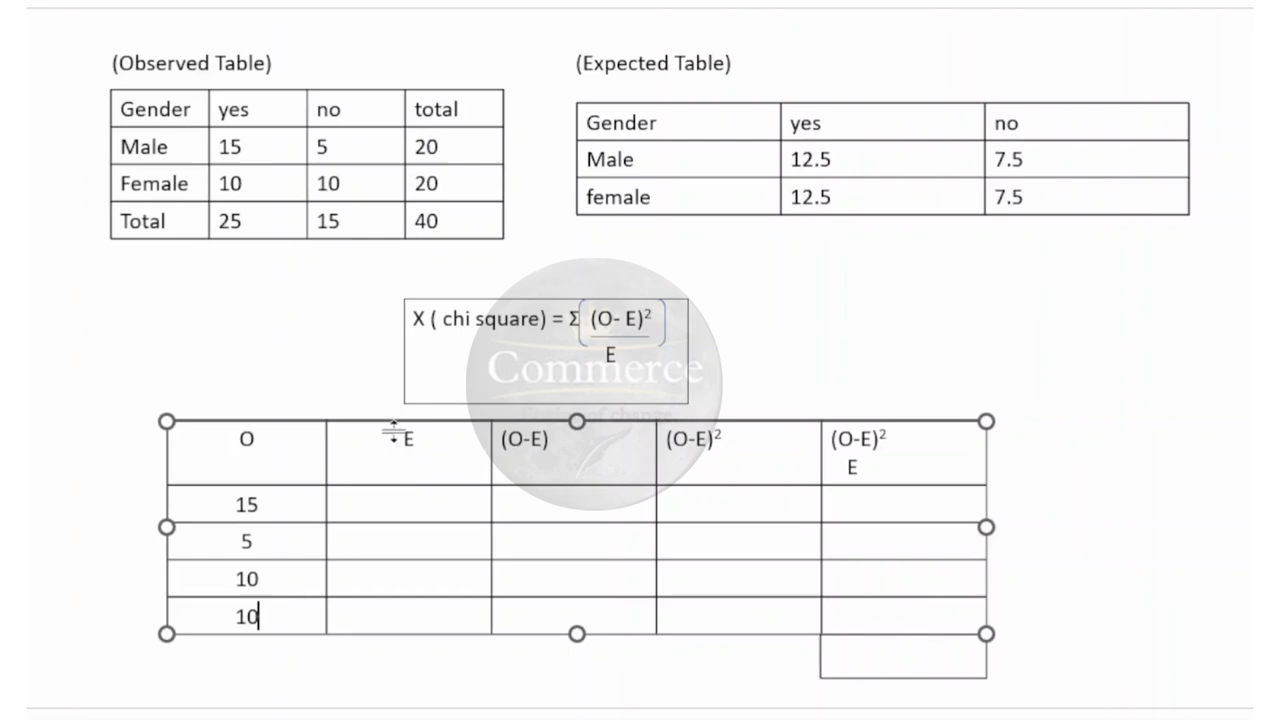 (Observed Table)
(Expected Table)
Gender yes no total
Male 15 5 20
Female 10 10 20
Total 25 15 40
Gender yes no
Male 12.5 7.5
female 12.5 7.5
X ( chi square) = Σ (O- E)²
E
Commerce
of change.
O E (O-E) (O-E)² (O-E)²
E
15
5
10
10